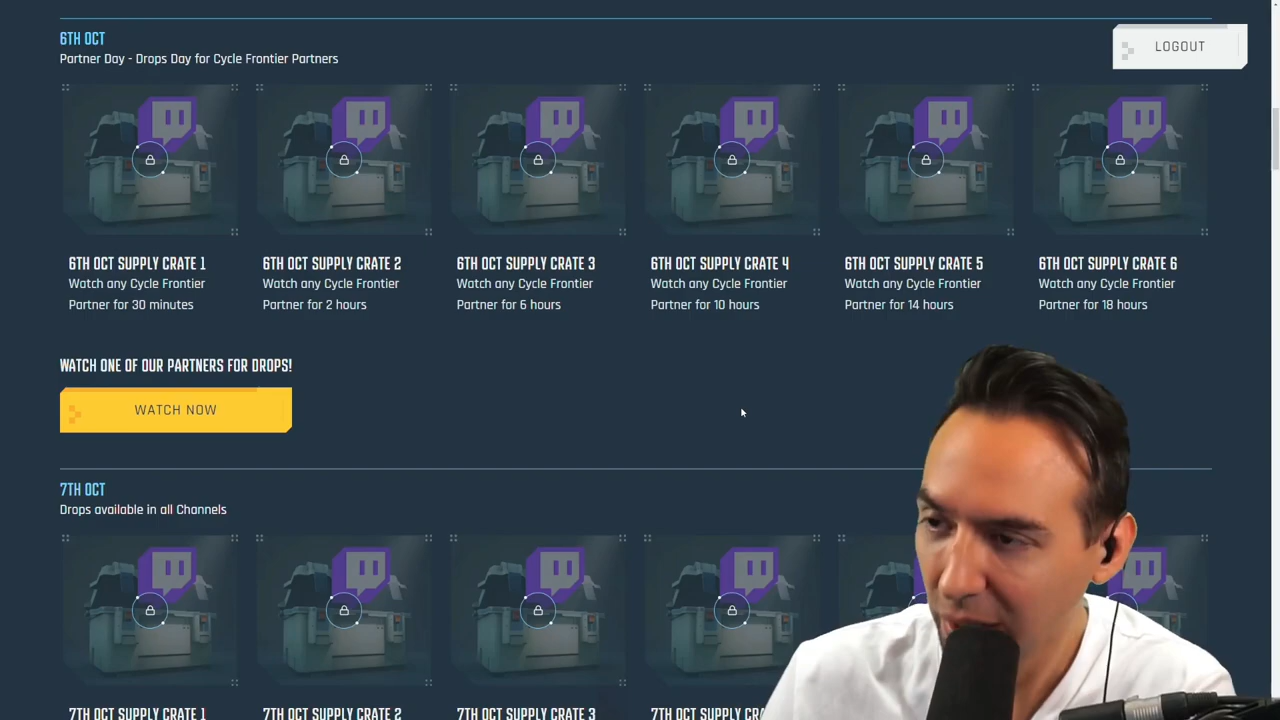 6TH OCT
Partner Day - Drops Day for Cycle Frontier Partners
LOGOUT
6TH OCT SUPPLY CRATE 1
Watch any Cycle Frontier
Partner for 30 minutes
6TH OCT SUPPLY CRATE 2
Watch any Cycle Frontier
Partner for 2 hours
6TH OCT SUPPLY CRATE 3
Watch any Cycle Frontier
Partner for 6 hours
6TH OCT SUPPLY CRATE 4
Watch any Cycle Frontier
Partner for 10 hours
6TH OCT SUPPLY CRATE 5
Watch any Cycle Frontier
Partner for 14 hours
6TH OCT SUPPLY CRATE 6
Watch any Cycle Frontier
Partner for 18 hours
WATCH ONE OF OUR PARTNERS FOR DROPS!
WATCH NOW
7TH OCT
Drops available in all Channels
7TH OCT SUPPLY CRATE 1
7TH OCT SUPPLY CRATE 2
7TH OCT SUPPLY CRATE 3
7TH OCT SUPPLY CRA